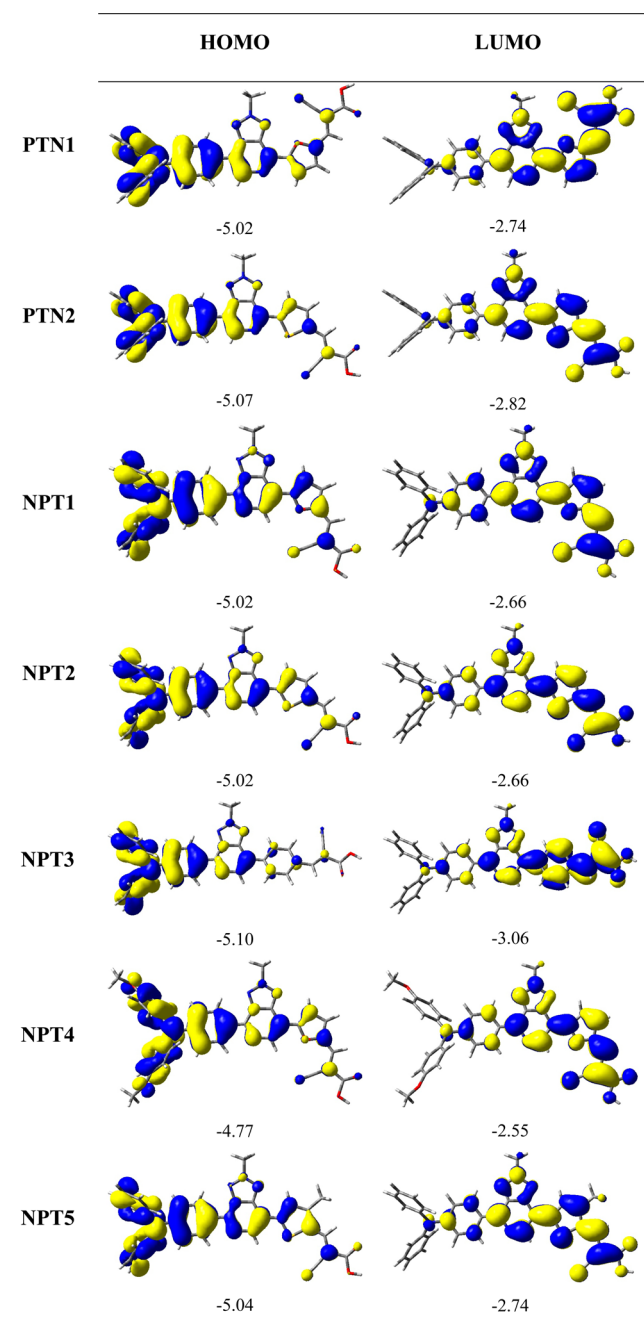 HOMO LUMO
PTN1
-5.02 -2.74
PTN2
-5.07 -2.82
NPT1
-5.02 -2.66
NPT2
-5.02 -2.66
NPT3
-5.10 -3.06
NPT4
-4.77 -2.55
NPT5
-5.04 -2.74